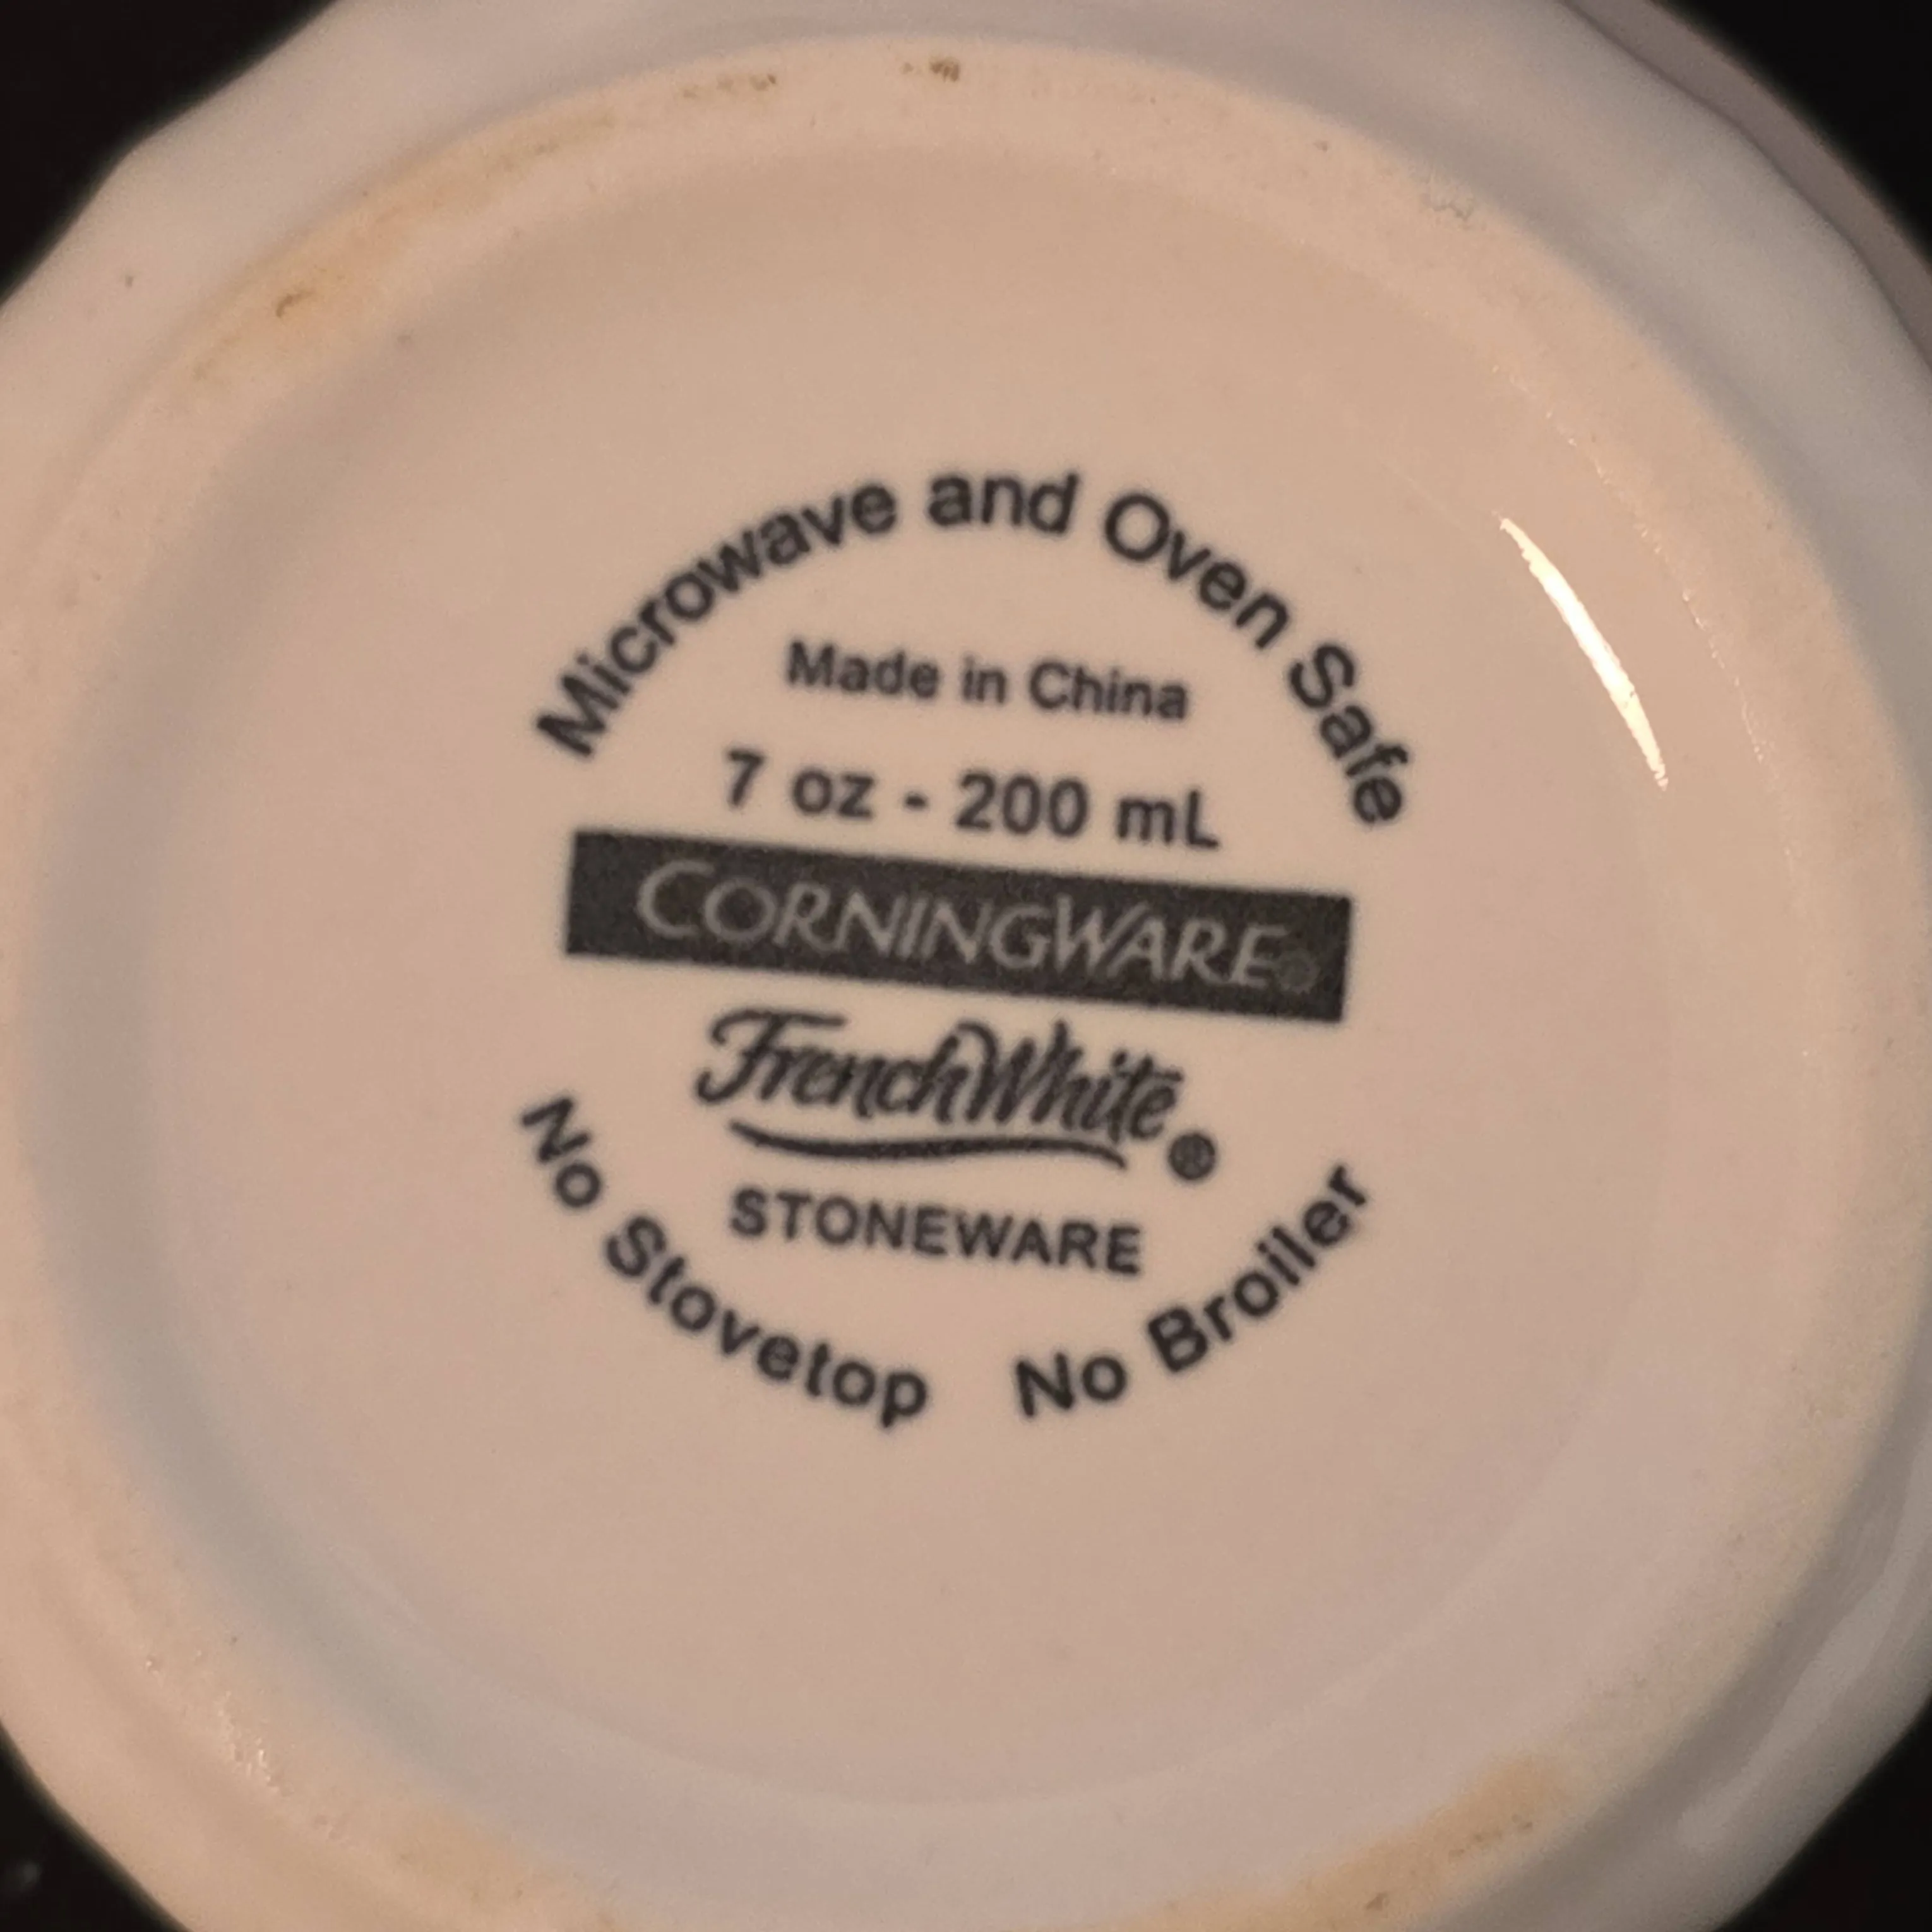 Microwave and Oven Safe
Made in China
7 oz - 200 mL
CORNINGWARE®
French White®
STONEWARE
No Stovetop No Broiler